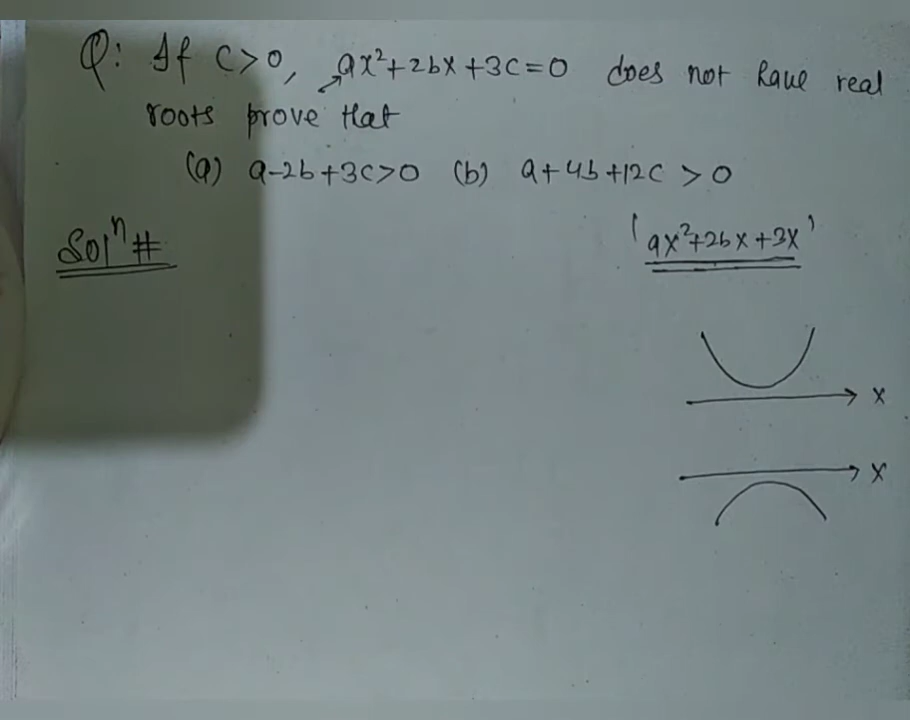 Q: If c>0, ax²+2bx+3c=0 does not have real
roots prove that
(a) a-2b+3c>0 (b) a+4b+12c > 0
Solⁿ #
'ax²+2bx+3x'
x
x